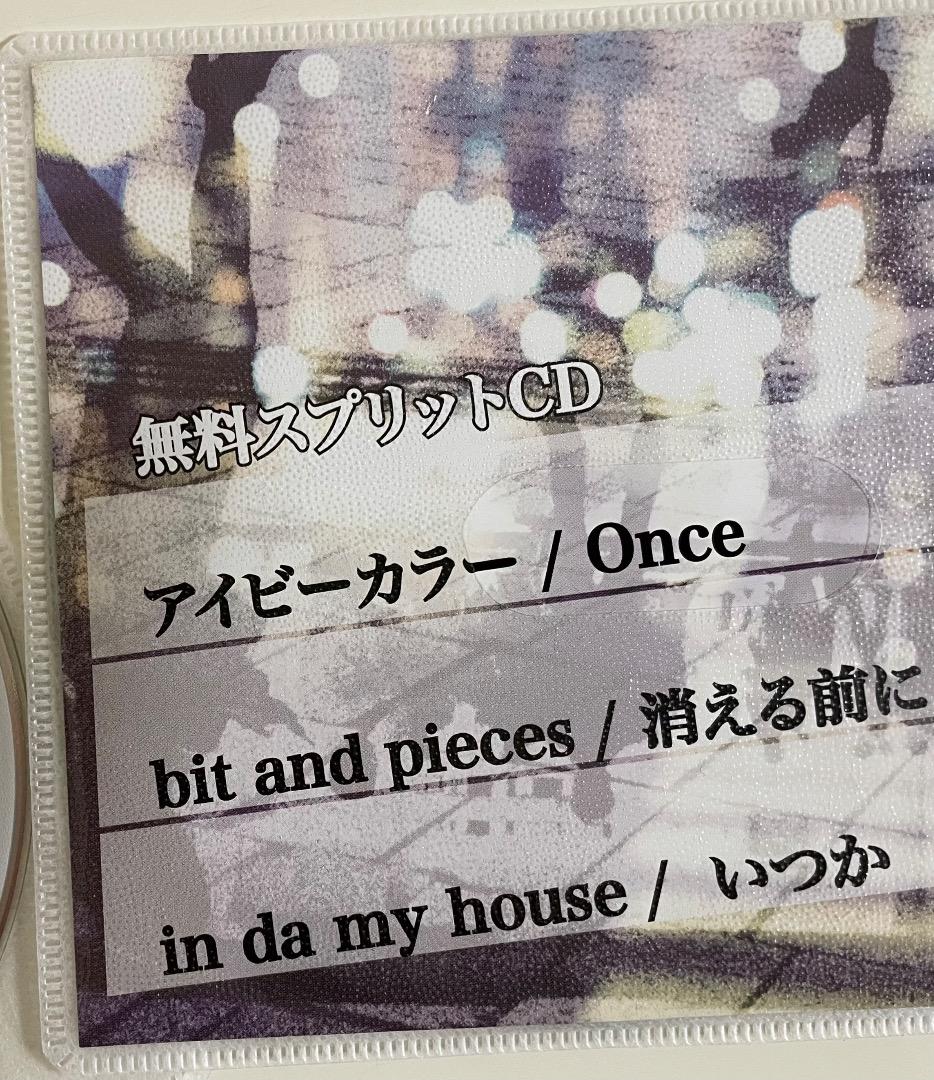 無料スプリットCD
アイビーカラー / Once
bit and pieces / 消える前に
in da my house / いつか